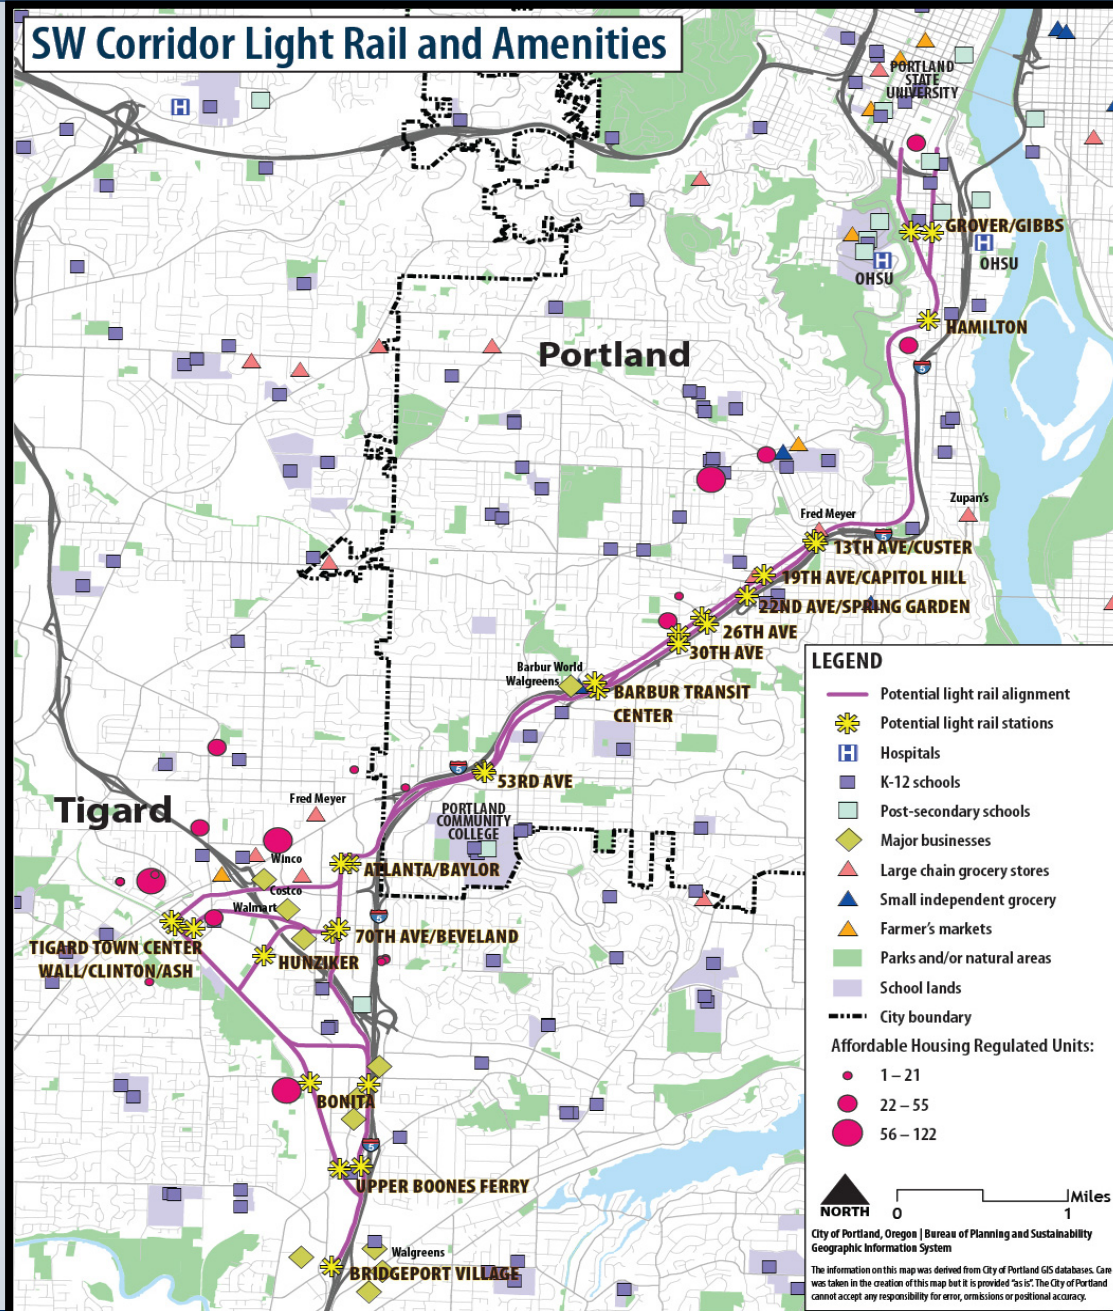 SW Corridor Light Rail and Amenities
PORTLAND
STATE
UNIVERSITY
H
GROVER/GIBBS
H
OHSU
H
OHSU
HAMILTON
5
Portland
Zupan's
Fred Meyer
5
13TH AVE/CUSTER
19TH AVE/CAPITOL HILL
22ND AVE/SPRING GARDEN
26TH AVE
30TH AVE
Barbur World
Walgreens
BARBUR TRANSIT
CENTER
5
53RD AVE
Tigard
Fred Meyer
PORTLAND
COMMUNITY
COLLEGE
Winco
ATLANTA/BAYLOR
Costco
Walmart
5
70TH AVE/BEVELAND
TIGARD TOWN CENTER
WALL/CLINTON/ASH
HUNZIKER
BONITA
5
UPPER BOONES FERRY
Walgreens
BRIDGEPORT VILLAGE
LEGEND
Potential light rail alignment
Potential light rail stations
H Hospitals
K-12 schools
Post-secondary schools
Major businesses
Large chain grocery stores
Small independent grocery
Farmer's markets
Parks and/or natural areas
School lands
City boundary
Affordable Housing Regulated Units:
1 – 21
22 – 55
56 – 122
NORTH
Miles
0 1
City of Portland, Oregon | Bureau of Planning and Sustainability
Geographic Information System
The information on this map was derived from City of Portland GIS databases. Care
was taken in the creation of this map but it is provided "as is". The City of Portland
cannot accept any responsibility for error, ormissions or positional accuracy.